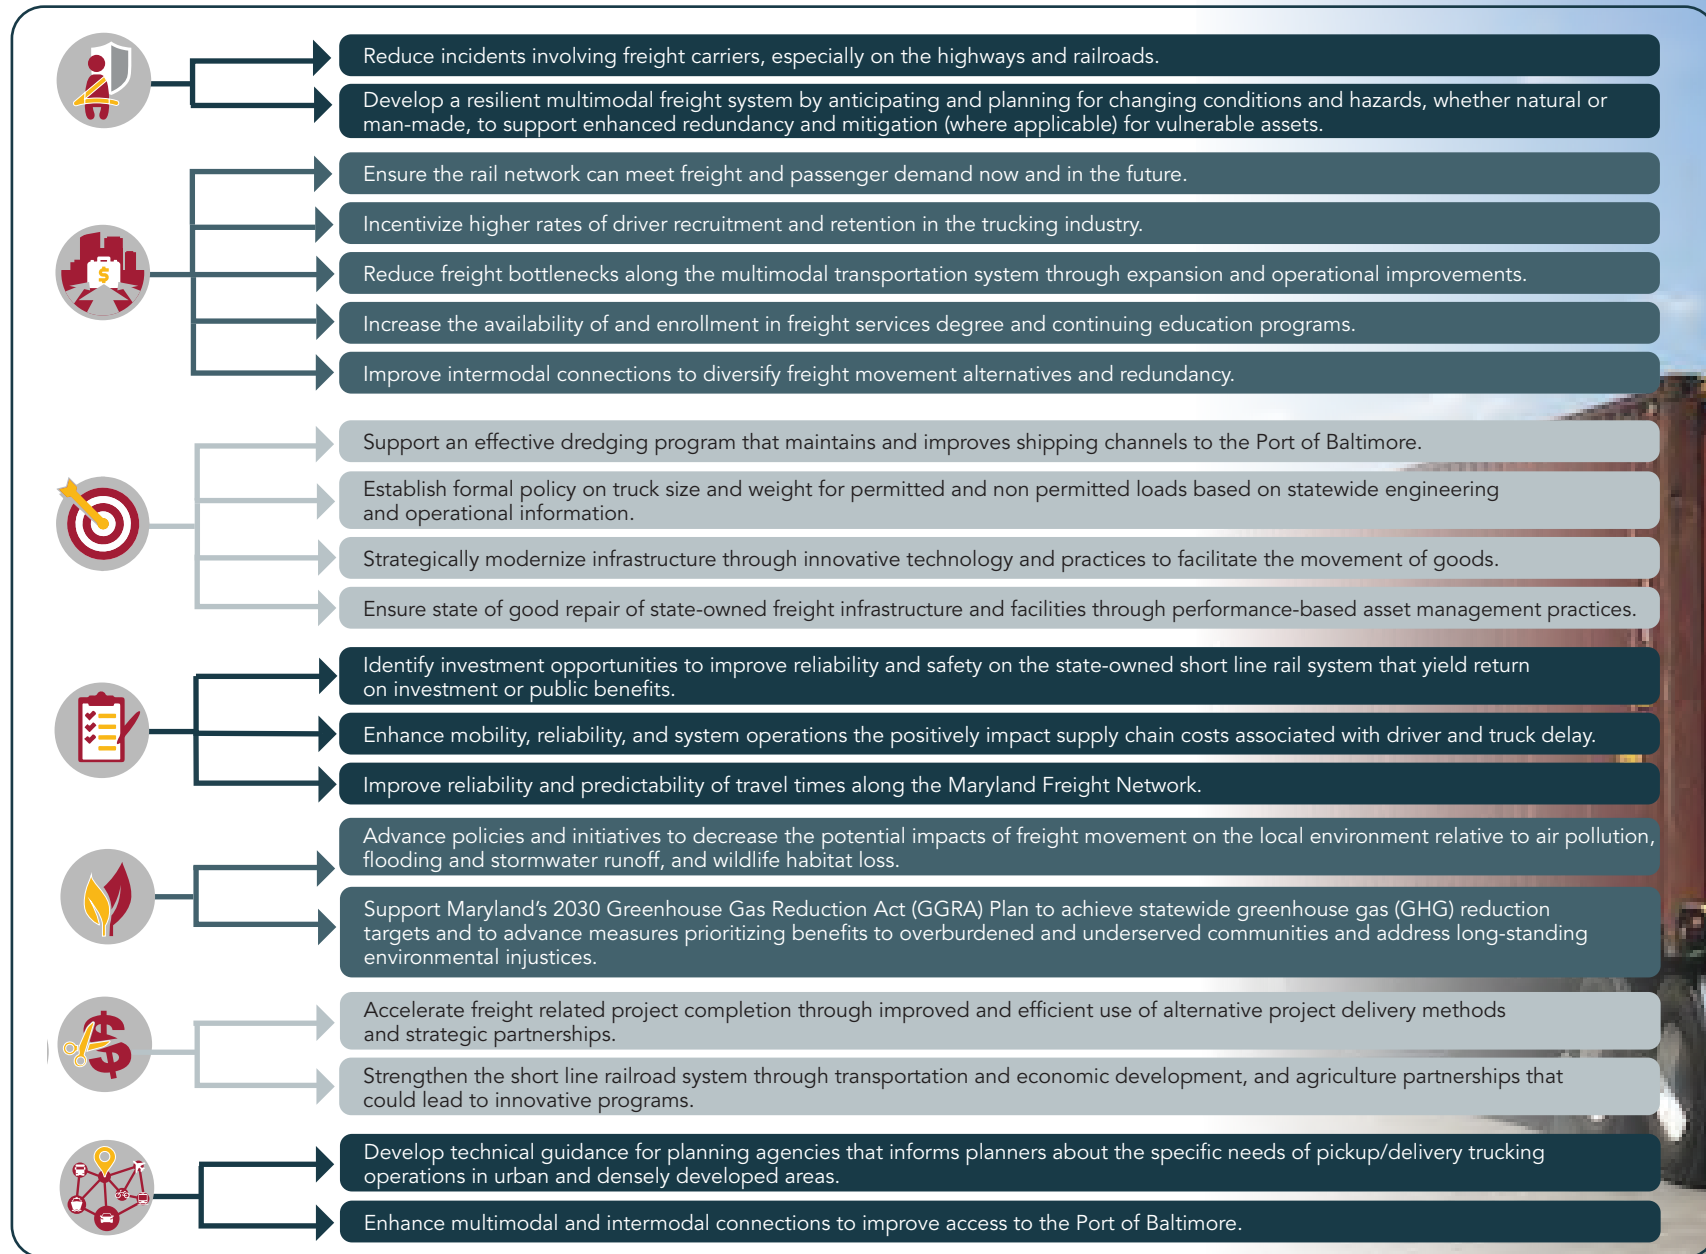 Reduce incidents involving freight carriers, especially on the highways and railroads.
Develop a resilient multimodal freight system by anticipating and planning for changing conditions and hazards, whether natural or
man-made, to support enhanced redundancy and mitigation (where applicable) for vulnerable assets.
Ensure the rail network can meet freight and passenger demand now and in the future.
Incentivize higher rates of driver recruitment and retention in the trucking industry.
$
Reduce freight bottlenecks along the multimodal transportation system through expansion and operational improvements.
Increase the availability of and enrollment in freight services degree and continuing education programs.
Improve intermodal connections to diversify freight movement alternatives and redundancy.
Support an effective dredging program that maintains and improves shipping channels to the Port of Baltimore.
Establish formal policy on truck size and weight for permitted and non permitted loads based on statewide engineering
and operational information.
Strategically modernize infrastructure through innovative technology and practices to facilitate the movement of goods.
Ensure state of good repair of state-owned freight infrastructure and facilities through performance-based asset management practices.
Identify investment opportunities to improve reliability and safety on the state-owned short line rail system that yield return
on investment or public benefits.
Enhance mobility, reliability, and system operations the positively impact supply chain costs associated with driver and truck delay.
Improve reliability and predictability of travel times along the Maryland Freight Network.
Advance policies and initiatives to decrease the potential impacts of freight movement on the local environment relative to air pollution,
flooding and stormwater runoff, and wildlife habitat loss.
Support Maryland's 2030 Greenhouse Gas Reduction Act (GGRA) Plan to achieve statewide greenhouse gas (GHG) reduction
targets and to advance measures prioritizing benefits to overburdened and underserved communities and address long-standing
environmental injustices.
Accelerate freight related project completion through improved and efficient use of alternative project delivery methods
and strategic partnerships.
$
Strengthen the short line railroad system through transportation and economic development, and agriculture partnerships that
could lead to innovative programs.
Develop technical guidance for planning agencies that informs planners about the specific needs of pickup/delivery trucking
operations in urban and densely developed areas.
Enhance multimodal and intermodal connections to improve access to the Port of Baltimore.